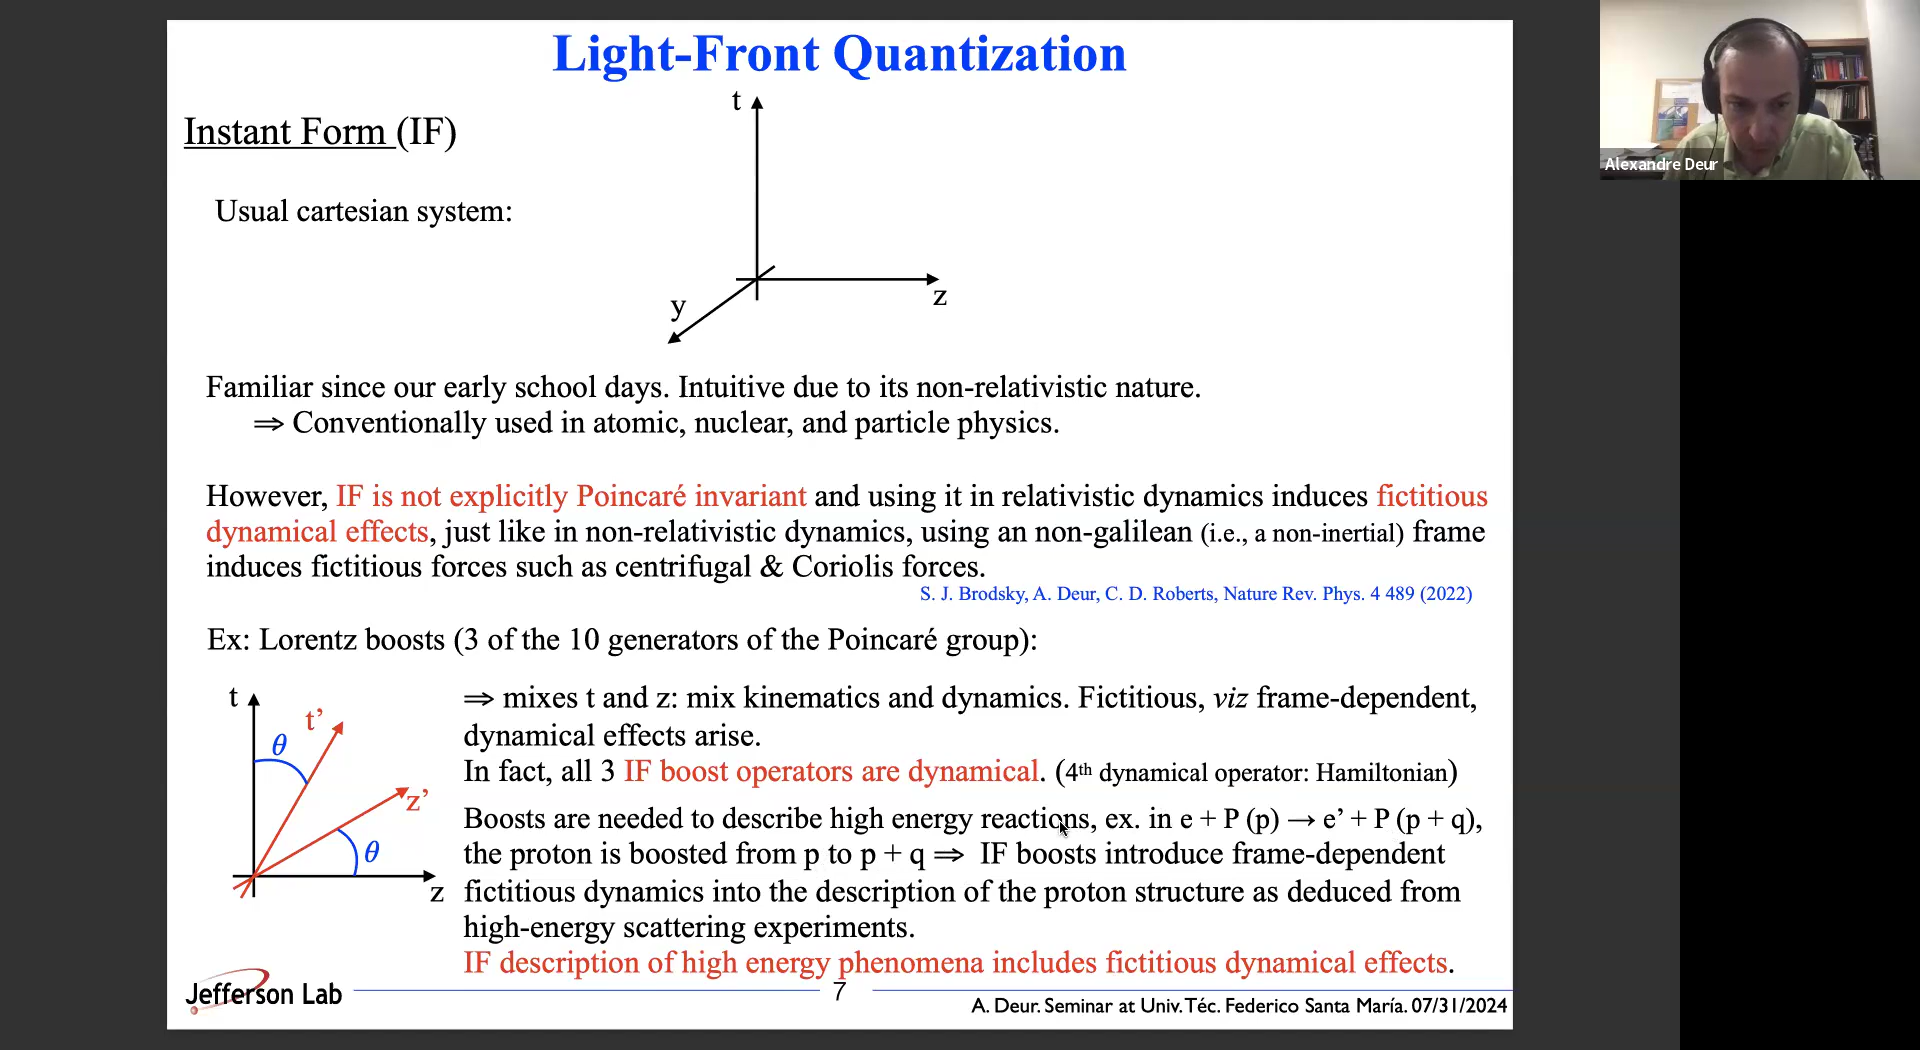 Light-Front Quantization
Instant Form (IF)
t
Usual cartesian system:
y
z
Familiar since our early school days. Intuitive due to its non-relativistic nature.
⇒ Conventionally used in atomic, nuclear, and particle physics.
However, IF is not explicitly Poincaré invariant and using it in relativistic dynamics induces fictitious
dynamical effects, just like in non-relativistic dynamics, using an non-galilean (i.e., a non-inertial) frame
induces fictitious forces such as centrifugal & Coriolis forces.
S. J. Brodsky, A. Deur, C. D. Roberts, Nature Rev. Phys. 4 489 (2022)
Ex: Lorentz boosts (3 of the 10 generators of the Poincaré group):
t
t’
θ
z’
θ
z
⇒ mixes t and z: mix kinematics and dynamics. Fictitious, viz frame-dependent,
dynamical effects arise.
In fact, all 3 IF boost operators are dynamical. (4th dynamical operator: Hamiltonian)
Boosts are needed to describe high energy reactions, ex. in e + P (p) → e’ + P (p + q),
the proton is boosted from p to p + q ⇒ IF boosts introduce frame-dependent
fictitious dynamics into the description of the proton structure as deduced from
high-energy scattering experiments.
IF description of high energy phenomena includes fictitious dynamical effects.
Jefferson Lab
7
A. Deur. Seminar at Univ. Téc. Federico Santa María. 07/31/2024
Alexandre Deur